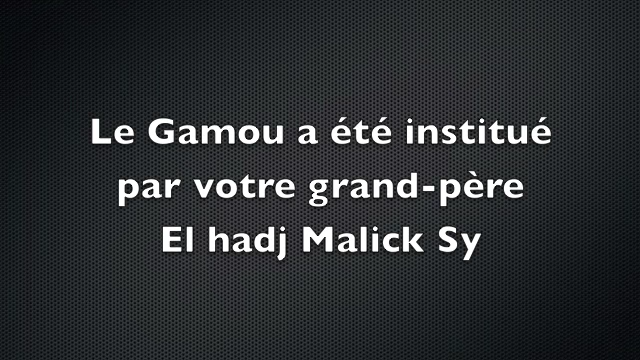 Le Gamou a été institué
par votre grand-père
El hadj Malick Sy